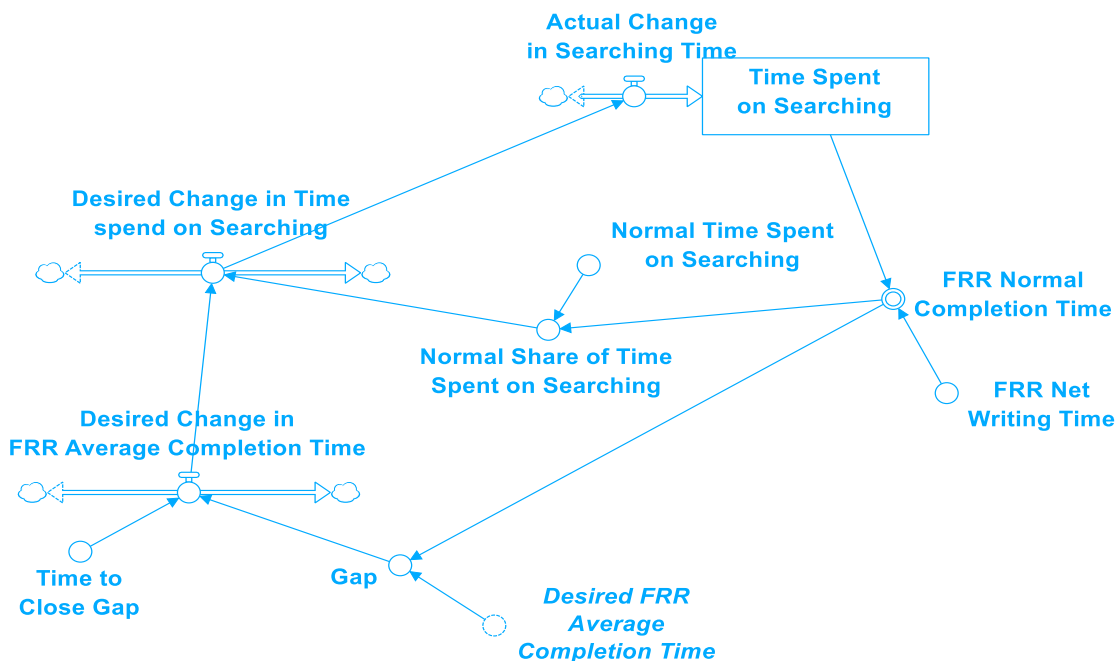 Actual Change
in Searching Time
Time Spent
on Searching
Desired Change in Time
spend on Searching
Normal Time Spent
on Searching
FRR Normal
Completion Time
Normal Share of Time
Spent on Searching
FRR Net
Writing Time
Desired Change in
FRR Average Completion Time
Time to
Close Gap
Gap
Desired FRR
Average
Completion Time